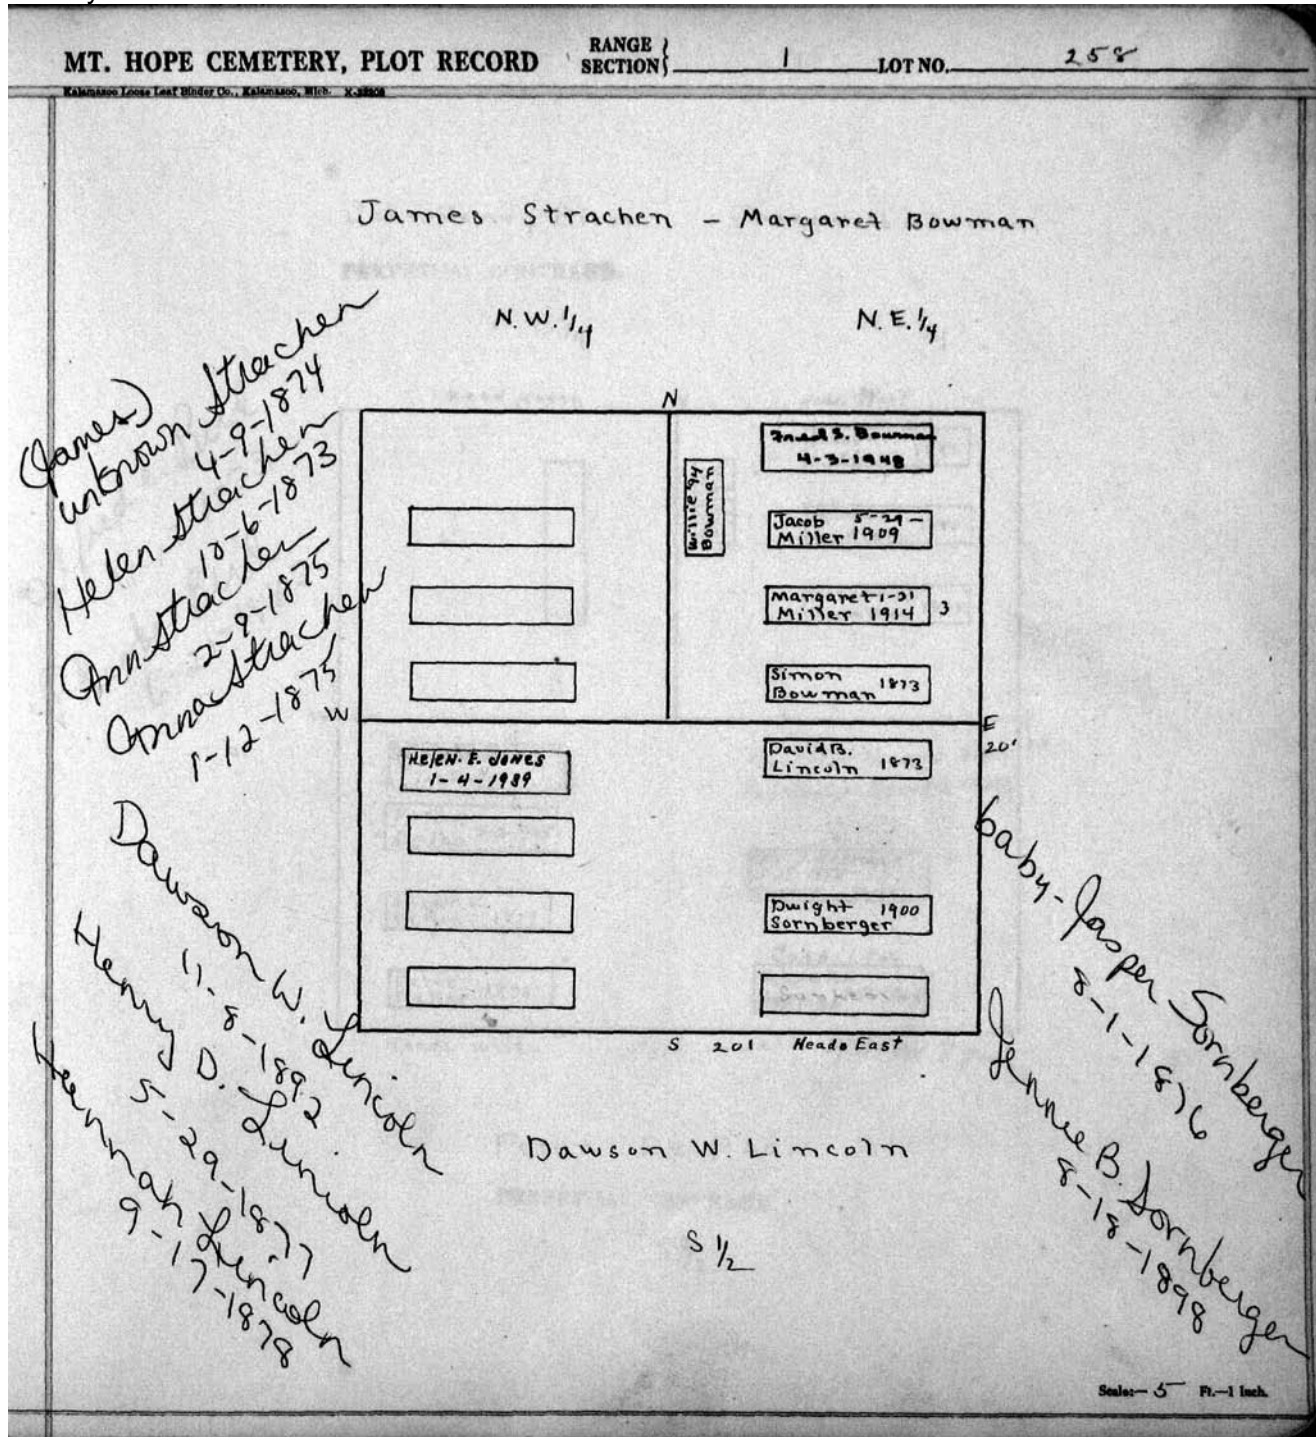 MT. HOPE CEMETERY, PLOT RECORD
RANGE
SECTION
1
LOT NO. 258
Kalamazoo Loose Leaf Binder Co., Kalamazoo, Mich.
James Strachen - Margaret Bowman
N.W. 1/4
N.E. 1/4
(James)
unknown Strachen
4-9-1874
Helen Strachen
10-6-1873
Ann Strachen
2-9-1875
Anna Strachen
1-12-1875
N
Fred S. Bowman
4-3-1948
Willie '94
Bowman
Jacob 5-29-
Miller 1909
Margaret 1-21
Miller 1914
3
Simon 1873
Bowman
W
E
20'
Helen. E. Jones
1-4-1939
David B.
Lincoln 1873
Dwight 1900
Sornberger
S 201 Heads East
Dawson W. Lincoln
11-8-1892
Henry D. Lincoln
5-29-1877
Hannah Lincoln
9-17-1878
baby-Jasper Sornberger
8-1-1876
Jennie B. Sornberger
8-18-1898
Dawson W. Lincoln
S 1/2
Scale:- 5 Ft.-1 Inch.